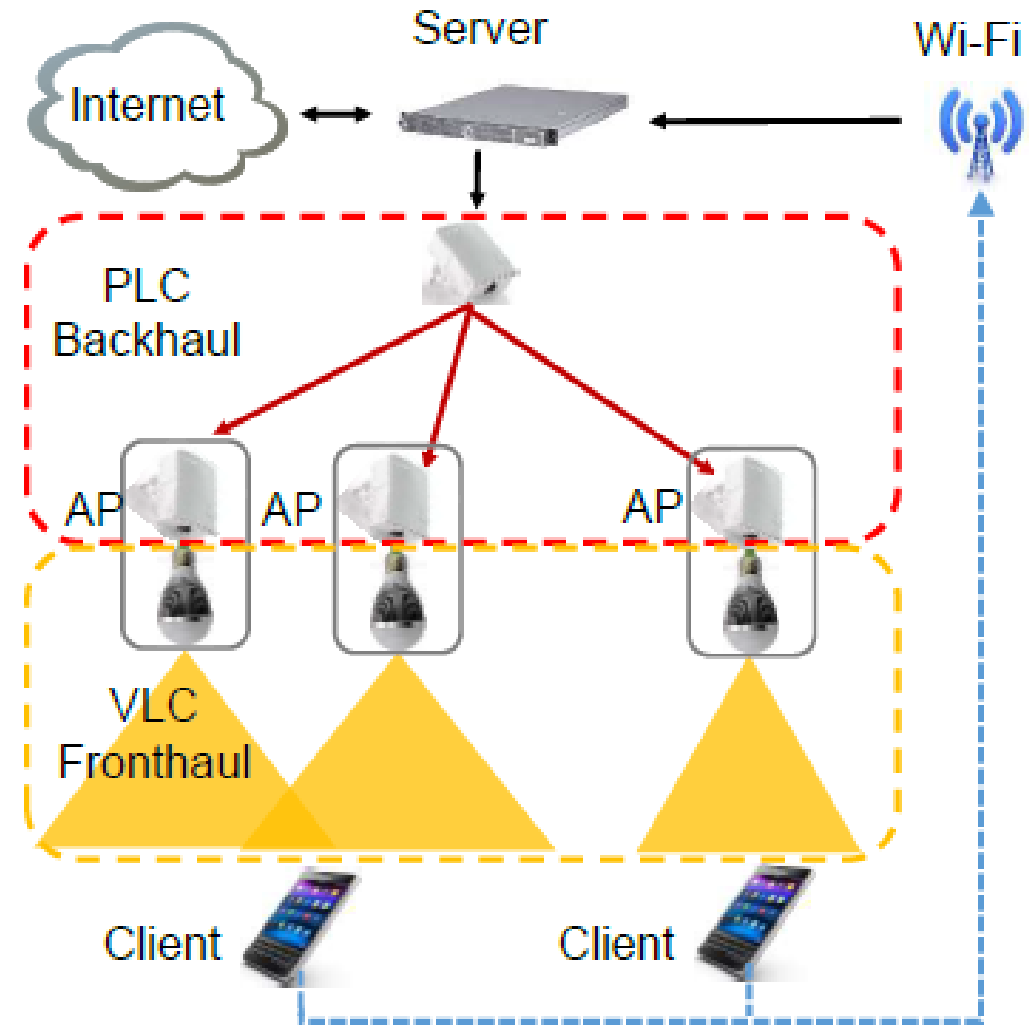 Server
Wi-Fi
Internet
PLC
Backhaul
AP
AP
AP
VLC
Fronthaul
Client
Client